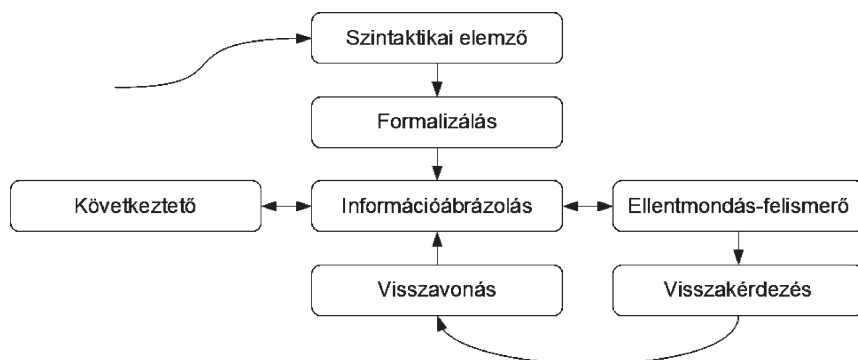 Szintaktikai elemző
Formalizálás
Következtető
Információábrázolás
Ellentmondás-felismerő
Visszavonás
Visszakérdezés